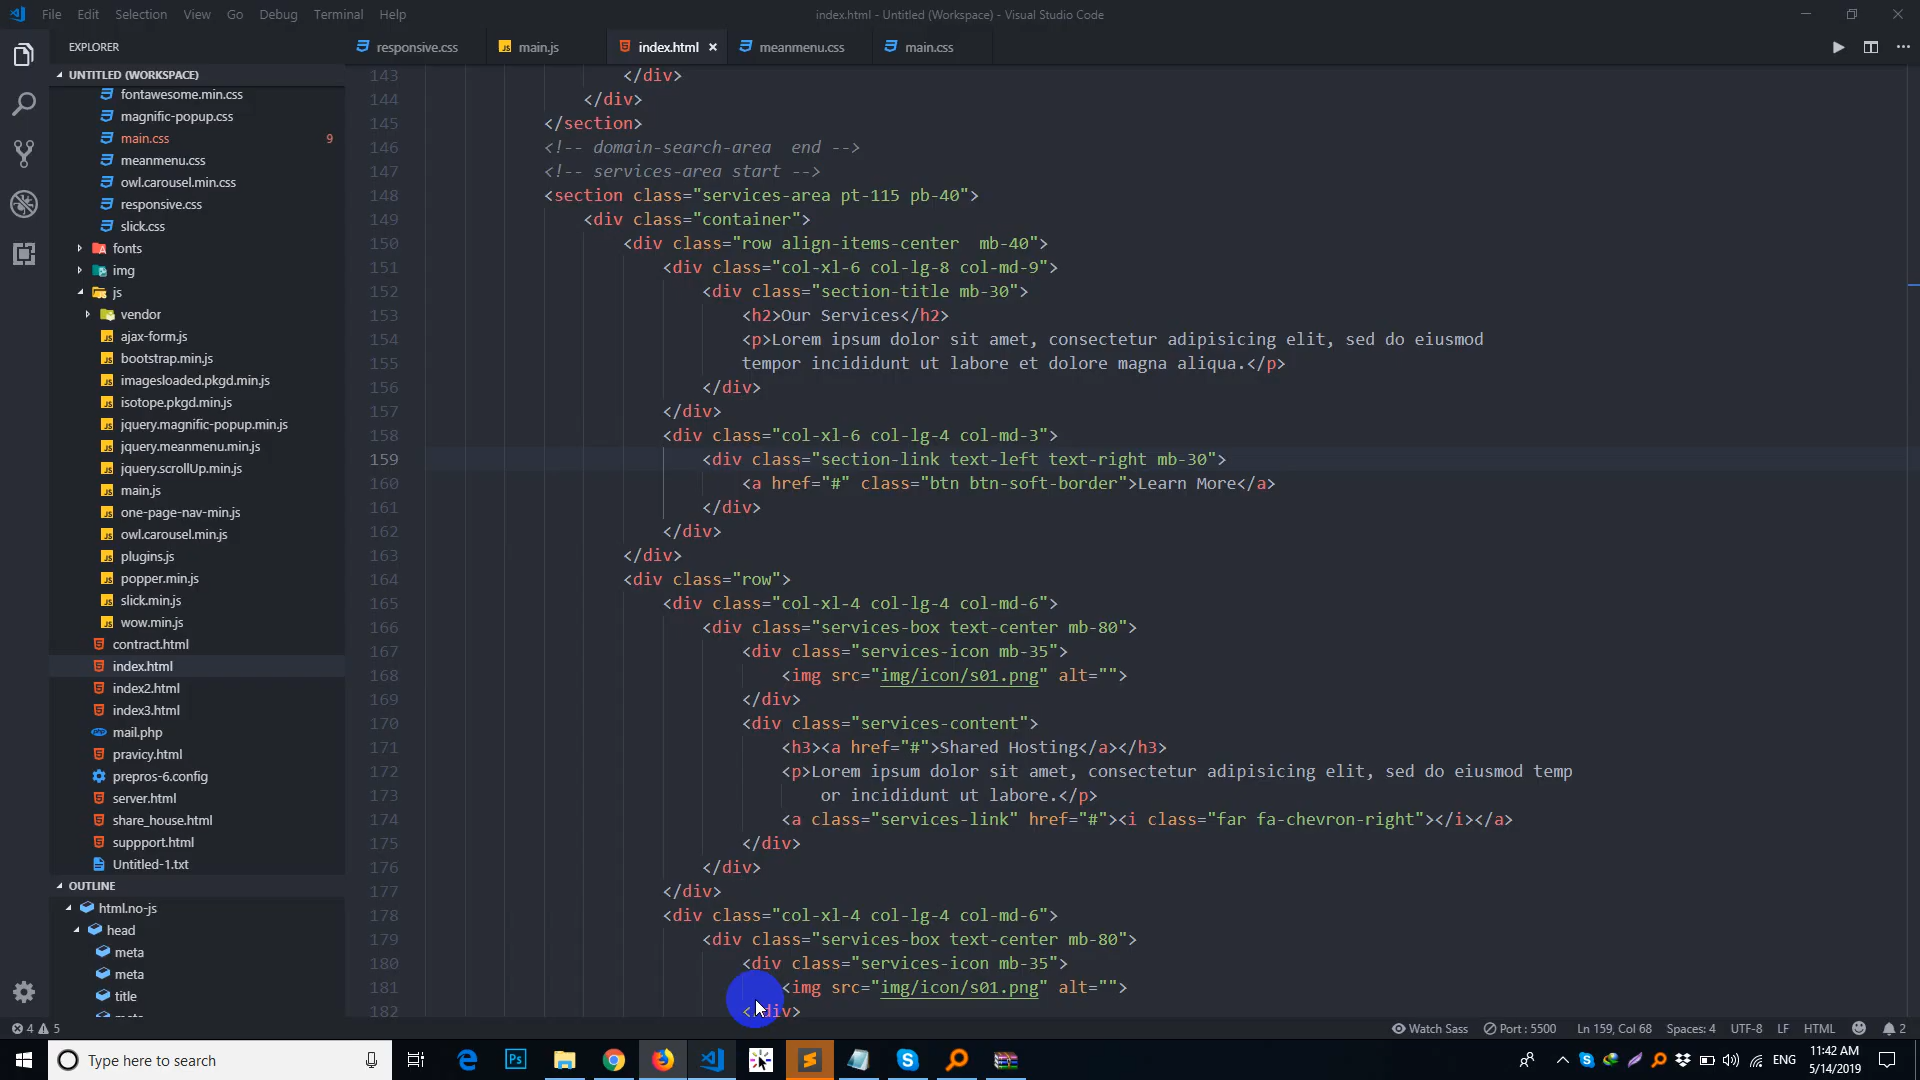 File Edit Selection View Go Debug Terminal Help
index.html - Untitled (Workspace) - Visual Studio Code
EXPLORER
responsive.css main.js index.html meanmenu.css main.css
UNTITLED (WORKSPACE)
fontawesome.min.css
magnific-popup.css
main.css 9
meanmenu.css
owl.carousel.min.css
responsive.css
slick.css
fonts
img
js
vendor
ajax-form.js
bootstrap.min.js
imagesloaded.pkgd.min.js
isotope.pkgd.min.js
jquery.magnific-popup.min.js
jquery.meanmenu.min.js
jquery.scrollUp.min.js
main.js
one-page-nav-min.js
owl.carousel.min.js
plugins.js
popper.min.js
slick.min.js
wow.min.js
contract.html
index.html
index2.html
index3.html
mail.php
pravicy.html
prepros-6.config
server.html
share_house.html
suppport.html
Untitled-1.txt
OUTLINE
html.no-js
head
meta
meta
title
143 </div>
144 </div>
145 </section>
146 <!-- domain-search-area  end -->
147 <!-- services-area start -->
148 <section class="services-area pt-115 pb-40">
149 <div class="container">
150 <div class="row align-items-center  mb-40">
151 <div class="col-xl-6 col-lg-8 col-md-9">
152 <div class="section-title mb-30">
153 <h2>Our Services</h2>
154 <p>Lorem ipsum dolor sit amet, consectetur adipisicing elit, sed do eiusmod
155 tempor incididunt ut labore et dolore magna aliqua.</p>
156 </div>
157 </div>
158 <div class="col-xl-6 col-lg-4 col-md-3">
159 <div class="section-link text-left text-right mb-30">
160 <a href="#" class="btn btn-soft-border">Learn More</a>
161 </div>
162 </div>
163 </div>
164 <div class="row">
165 <div class="col-xl-4 col-lg-4 col-md-6">
166 <div class="services-box text-center mb-80">
167 <div class="services-icon mb-35">
168 <img src="img/icon/s01.png" alt="">
169 </div>
170 <div class="services-content">
171 <h3><a href="#">Shared Hosting</a></h3>
172 <p>Lorem ipsum dolor sit amet, consectetur adipisicing elit, sed do eiusmod temp
173 or incididunt ut labore.</p>
174 <a class="services-link" href="#"><i class="far fa-chevron-right"></i></a>
175 </div>
176 </div>
177 </div>
178 <div class="col-xl-4 col-lg-4 col-md-6">
179 <div class="services-box text-center mb-80">
180 <div class="services-icon mb-35">
181 <img src="img/icon/s01.png" alt="">
182 </div>
4 5 Watch Sass Port : 5500 Ln 159, Col 68 Spaces: 4 UTF-8 LF HTML 2
Type here to search
ENG
11:42 AM
5/14/2019